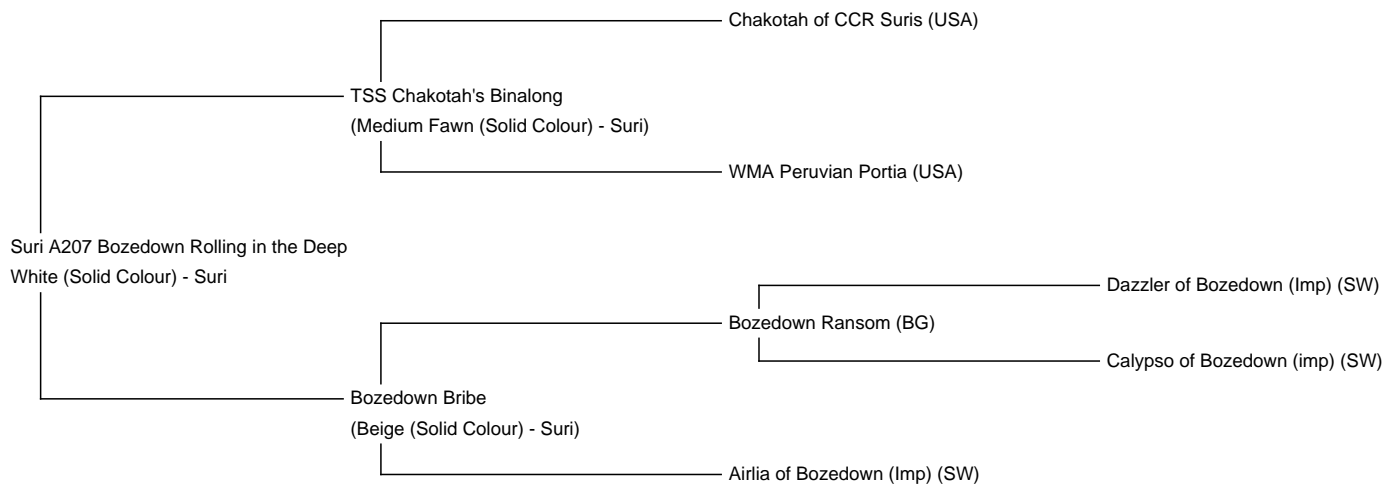 Chakotah of CCR Suris (USA)
TSS Chakotah's Binalong
(Medium Fawn (Solid Colour) - Suri)
WMA Peruvian Portia (USA)
Suri A207 Bozedown Rolling in the Deep
White (Solid Colour) - Suri
Dazzler of Bozedown (Imp) (SW)
Bozedown Ransom (BG)
Calypso of Bozedown (imp) (SW)
Bozedown Bribe
(Beige (Solid Colour) - Suri)
Airlia of Bozedown (Imp) (SW)